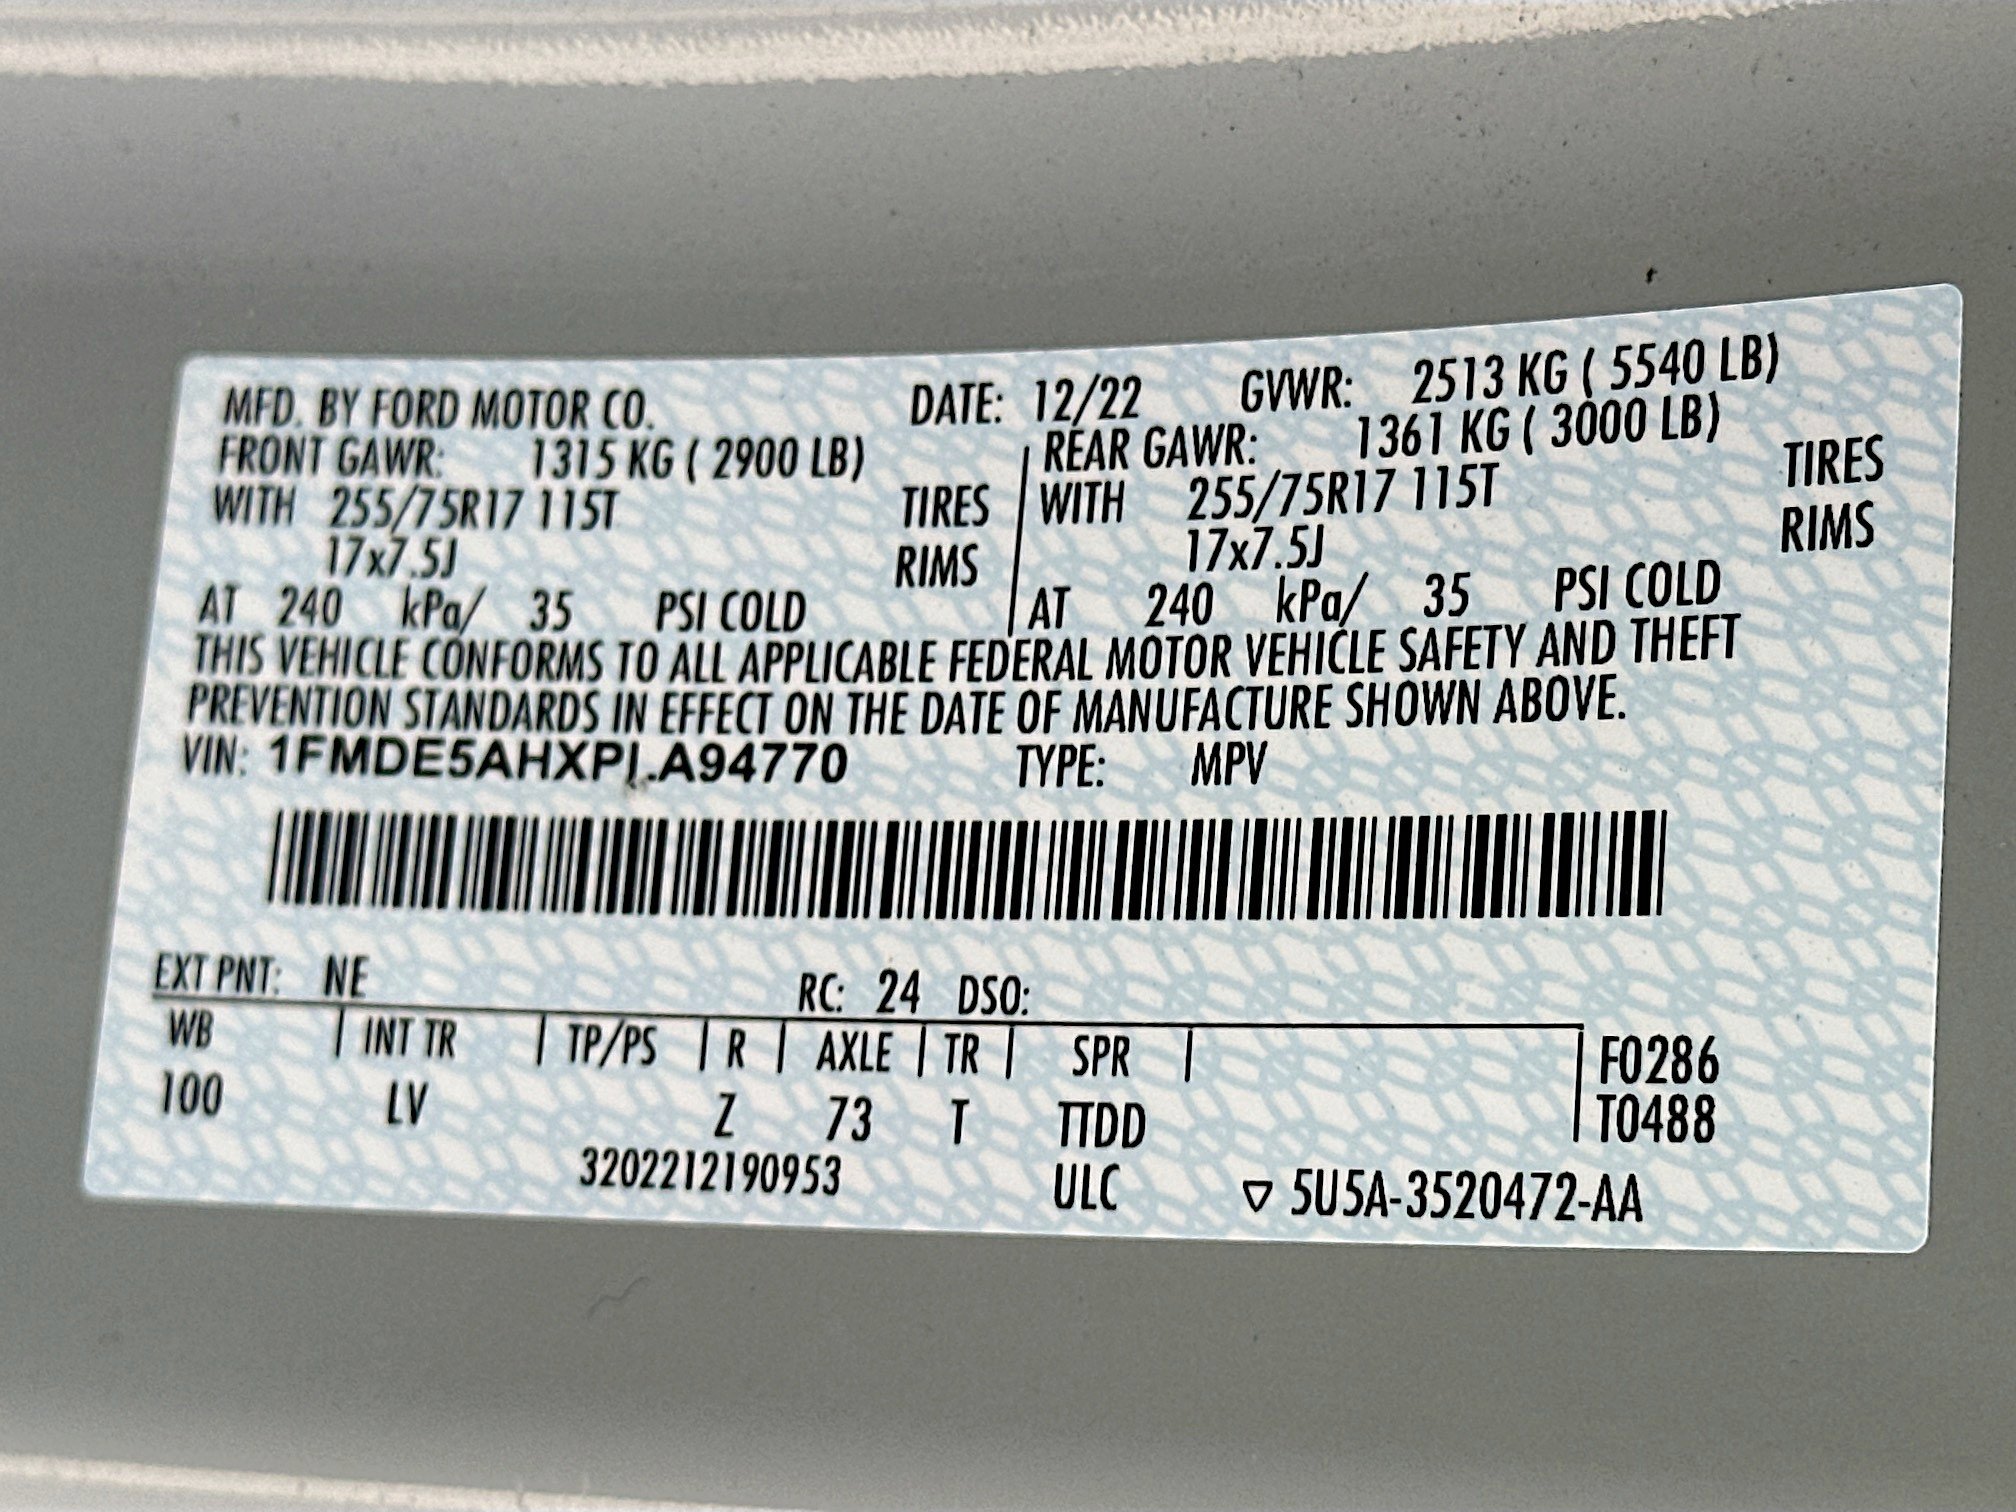 MFD. BY FORD MOTOR CO. DATE: 12/22 GVWR: 2513 KG ( 5540 LB)
FRONT GAWR: 1315 KG ( 2900 LB) REAR GAWR: 1361 KG ( 3000 LB)
WITH 255/75R17 115T TIRES WITH 255/75R17 115T TIRES
17x7.5J RIMS 17x7.5J RIMS
AT 240 kPa/ 35 PSI COLD AT 240 kPa/ 35 PSI COLD
THIS VEHICLE CONFORMS TO ALL APPLICABLE FEDERAL MOTOR VEHICLE SAFETY AND THEFT
PREVENTION STANDARDS IN EFFECT ON THE DATE OF MANUFACTURE SHOWN ABOVE.
VIN: 1FMDE5AHXPLA94770 TYPE: MPV
EXT PNT: NE RC: 24 DSO:
WB INT TR TP/PS R AXLE TR SPR F0286
100 LV Z 73 T TTDD T0488
3202212190953 ULC ▽ 5U5A-3520472-AA